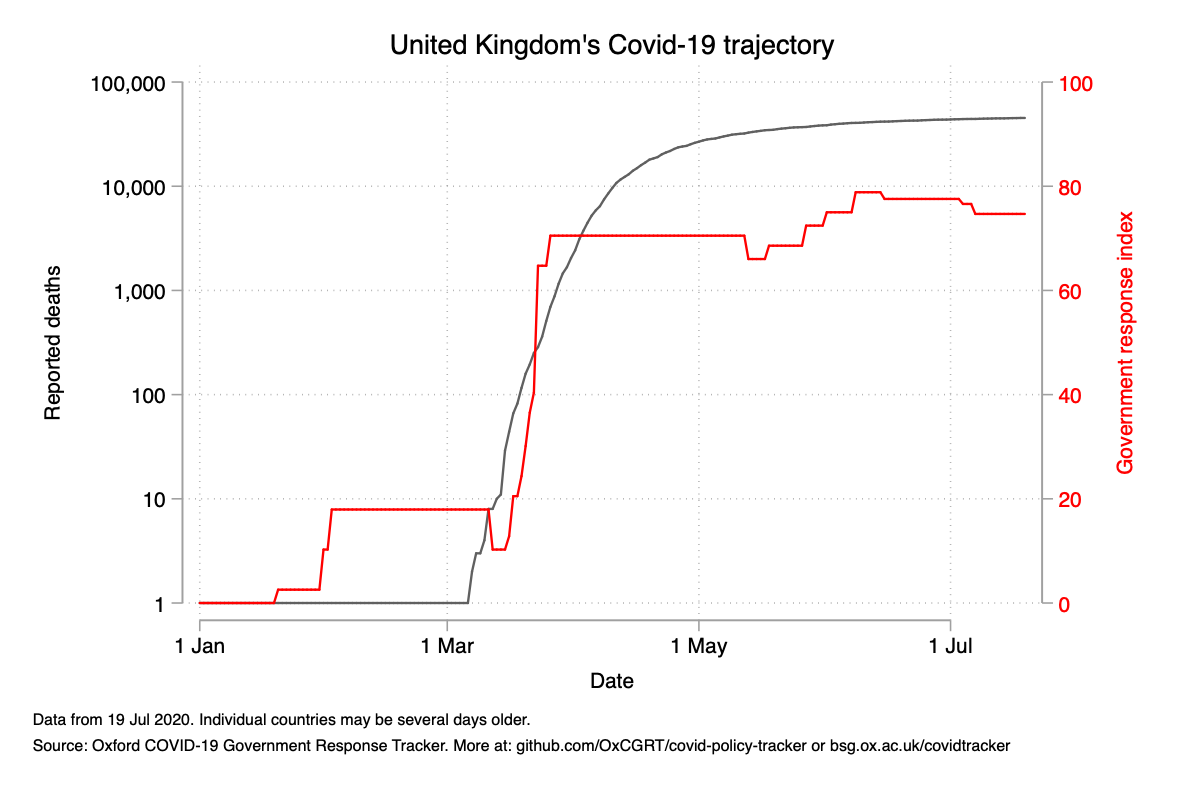 United Kingdom's Covid-19 trajectory
100,000
10,000
1,000
100
10
1
Reported deaths
100
80
60
40
20
0
Government response index
1 Jan
1 Mar
1 May
1 Jul
Date
Data from 19 Jul 2020. Individual countries may be several days older.
Source: Oxford COVID-19 Government Response Tracker. More at: github.com/OxCGRT/covid-policy-tracker or bsg.ox.ac.uk/covidtracker